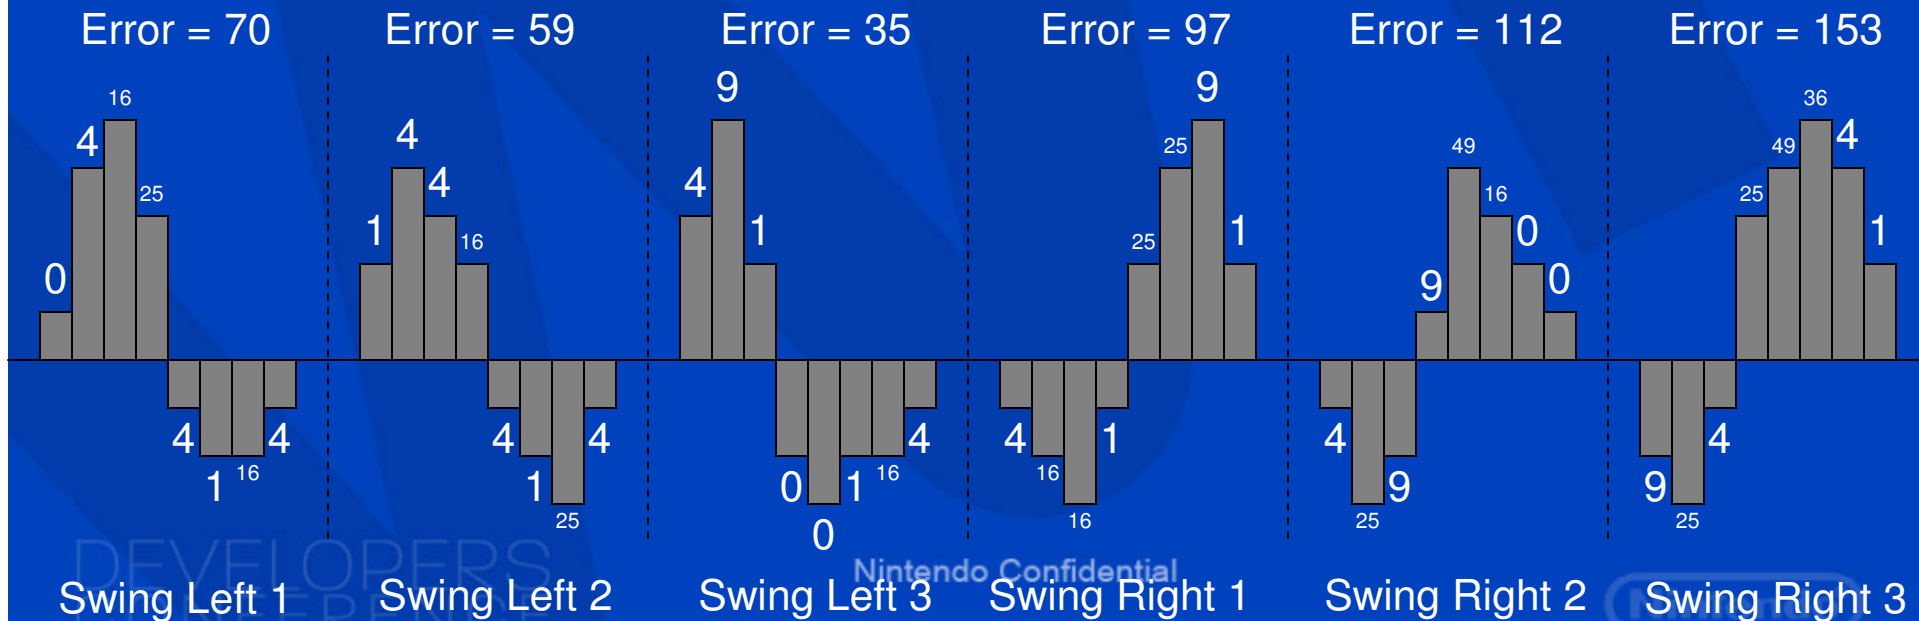 Error = 70
Error = 59
Error = 35
Error = 97
Error = 112
Error = 153
0 4 16 25 4 1 16 4
1 4 4 16 4 1 25 4
4 9 1 0 0 1 16 4
4 16 16 1 25 25 9 1
4 25 9 9 49 16 0 0
9 25 4 25 49 36 4 1
DEVELOPERS
CONFERENCE
Nintendo Confidential
Nintendo
Swing Left 1
Swing Left 2
Swing Left 3
Swing Right 1
Swing Right 2
Swing Right 3